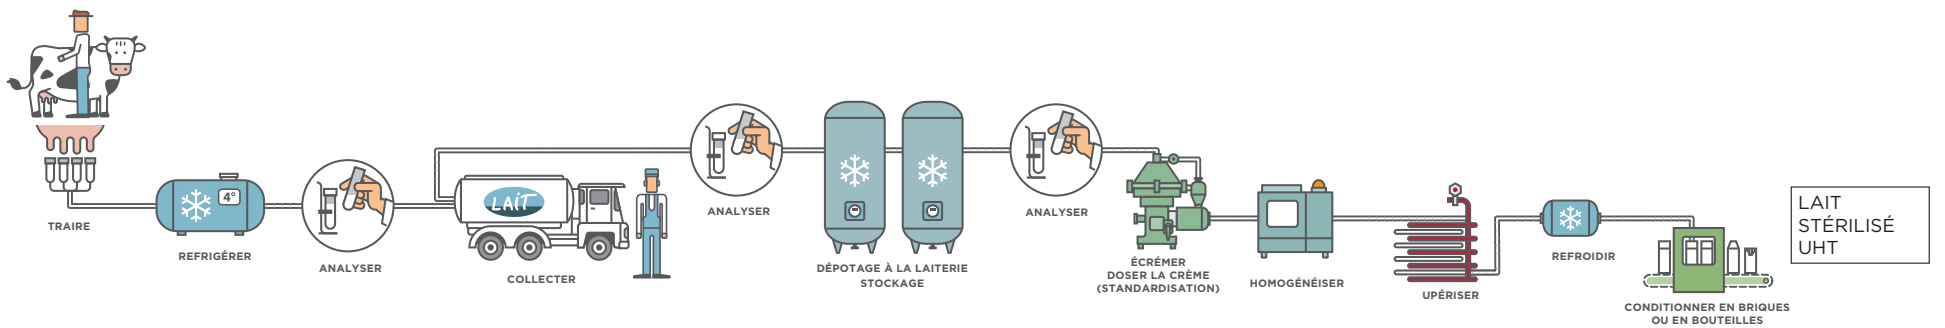 TRAIRE
4°
REFRIGÉRER
ANALYSER
LAIT
COLLECTER
ANALYSER
DÉPOTAGE À LA LAITERIE
STOCKAGE
ANALYSER
ÉCRÉMER
DOSER LA CRÈME
(STANDARDISATION)
HOMOGÉNÉISER
UPÉRISER
REFROIDIR
CONDITIONNER EN BRIQUES
OU EN BOUTEILLES
LAIT
STÉRILISÉ
UHT